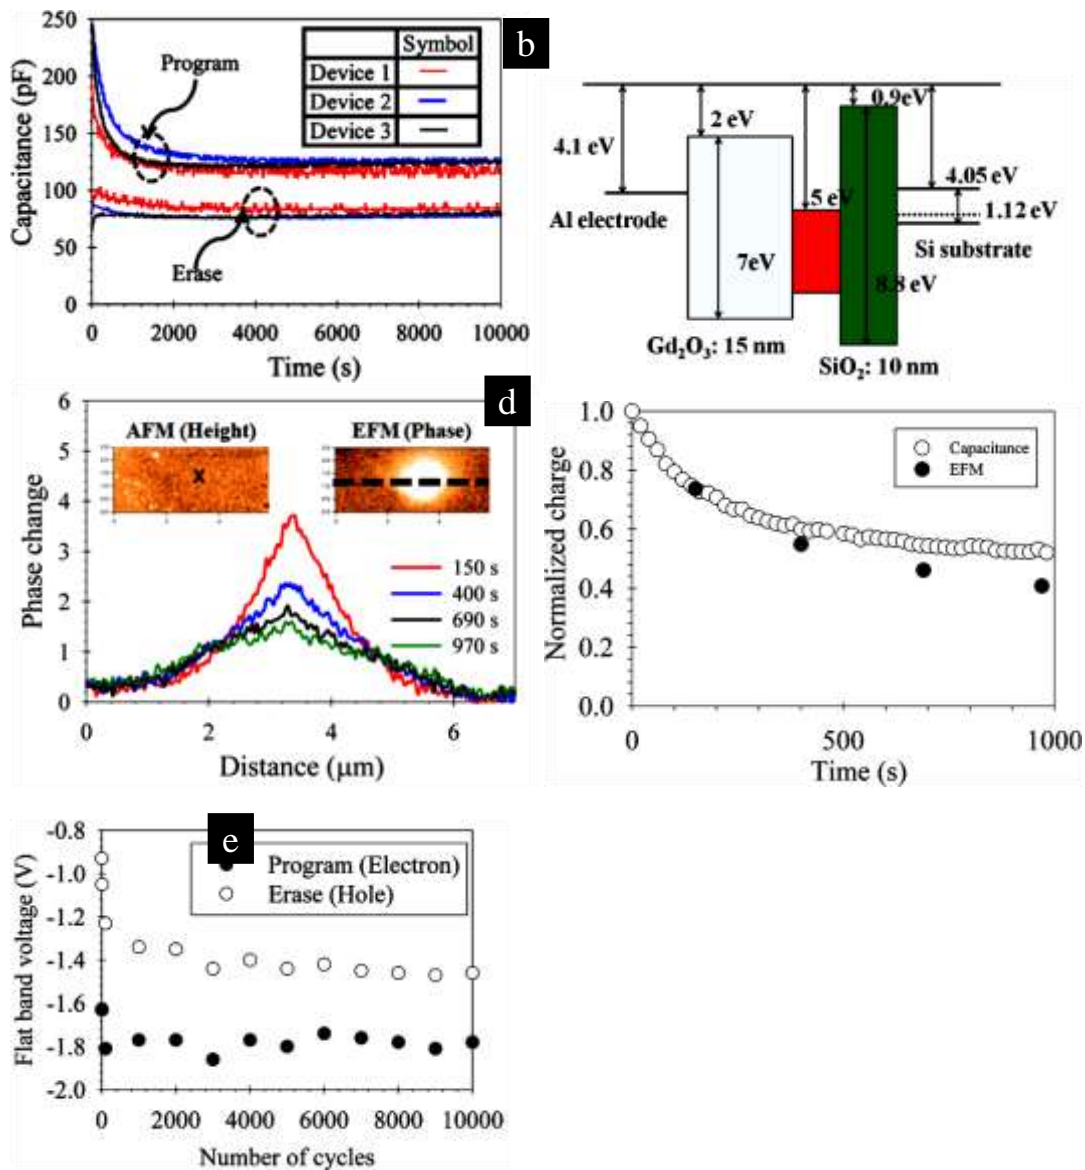 250
200
150
100
50
0
Capacitance (pF)
Program
Erase
Symbol
Device 1
Device 2
Device 3
0 2000 4000 6000 8000 10000
Time (s)
b
4.1 eV
2 eV
0.9eV
4.05 eV
5 eV
1.12 eV
Al electrode
Si substrate
7eV
8.8 eV
Gd₂O₃: 15 nm
SiO₂: 10 nm
d
6
5
4
3
2
1
0
Phase change
AFM (Height)
EFM (Phase)
x
150 s
400 s
690 s
970 s
0 2 4 6
Distance (μm)
1.0
0.8
0.6
0.4
0.2
0.0
Normalized charge
Capacitance
EFM
0 500 1000
Time (s)
e
-0.8
-1.0
-1.2
-1.4
-1.6
-1.8
-2.0
Flat band voltage (V)
Program (Electron)
Erase (Hole)
0 2000 4000 6000 8000 10000
Number of cycles